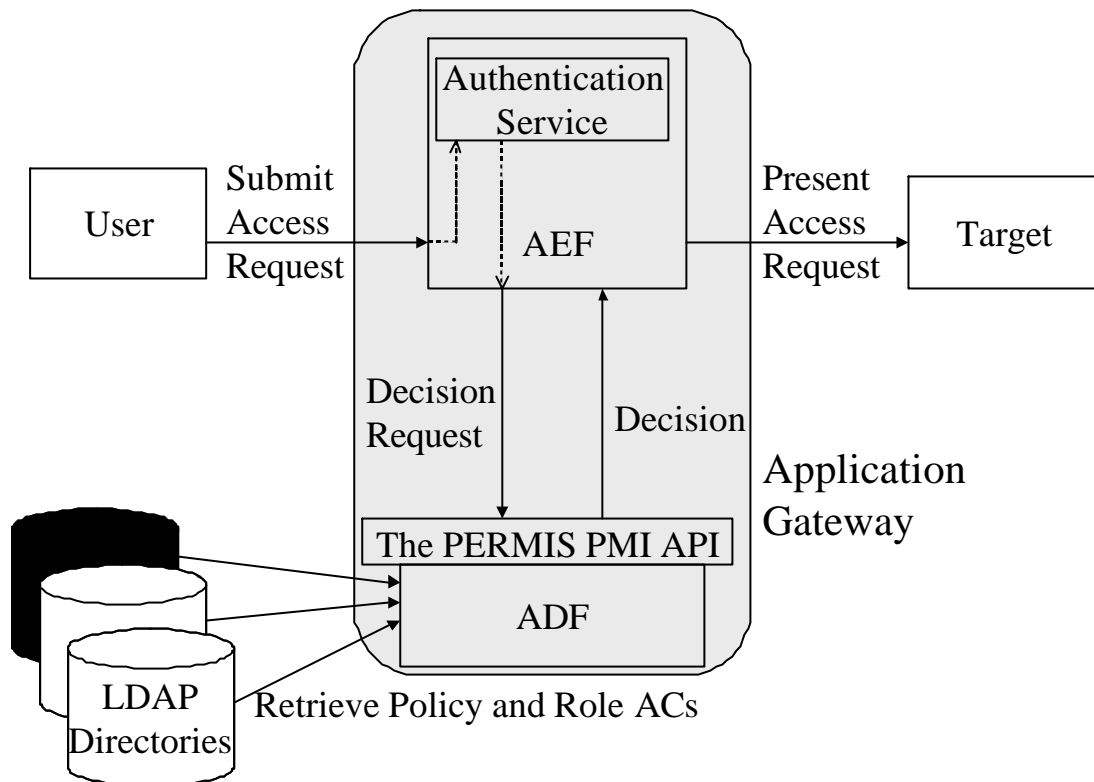 Authentication
Service
Submit
Access
Request
User
AEF
Present
Access
Request
Target
Decision
Request
Decision
Application
Gateway
The PERMIS PMI API
ADF
LDAP
Directories
Retrieve Policy and Role ACs